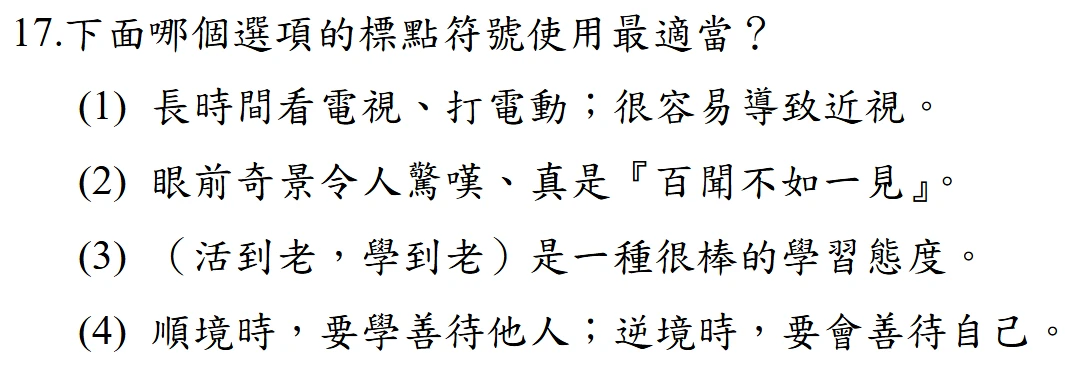 17.下面哪個選項的標點符號使用最適當？
(1) 長時間看電視、打電動；很容易導致近視。
(2) 眼前奇景令人驚嘆、真是『百聞不如一見』。
(3) （活到老，學到老）是一種很棒的學習態度。
(4) 順境時，要學善待他人；逆境時，要會善待自己。